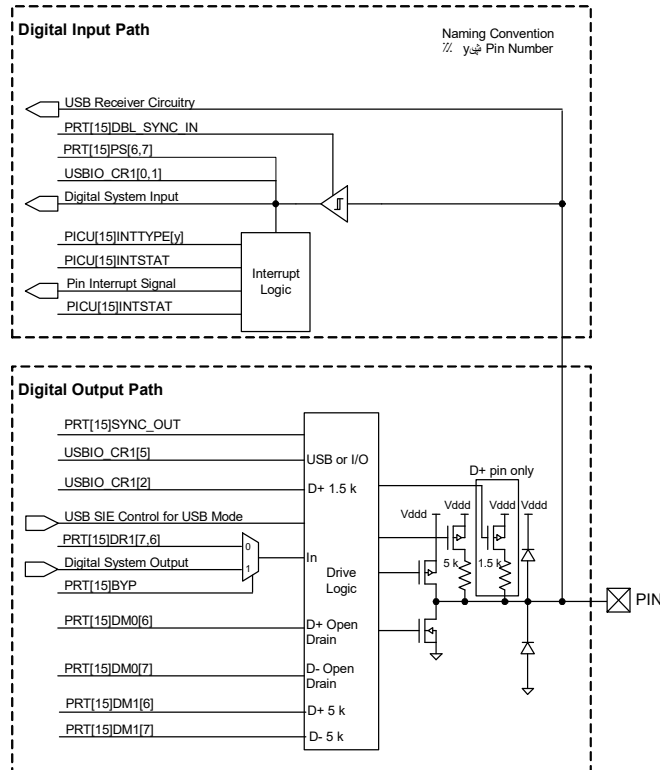 Digital Input Path
Naming Convention
y Pin Number
USB Receiver Circuitry
PRT[15]DBL_SYNC_IN
PRT[15]PS[6,7]
USBIO_CR1[0,1]
Digital System Input
PICU[15]INTTYPE[y]
PICU[15]INTSTAT
Interrupt
Logic
Pin Interrupt Signal
PICU[15]INTSTAT
Digital Output Path
PRT[15]SYNC_OUT
USBIO_CR1[5]
USB or I/O
D+ pin only
USBIO_CR1[2]
D+ 1.5 k
Vddd
Vddd
Vddd
Vddd
USB SIE Control for USB Mode
PRT[15]DR1[7,6]
0
In
Digital System Output
1
Drive
Logic
5 k
1.5 k
PRT[15]BYP
PIN
PRT[15]DM0[6]
D+ Open
Drain
PRT[15]DM0[7]
D- Open
Drain
PRT[15]DM1[6]
D+ 5 k
PRT[15]DM1[7]
D- 5 k